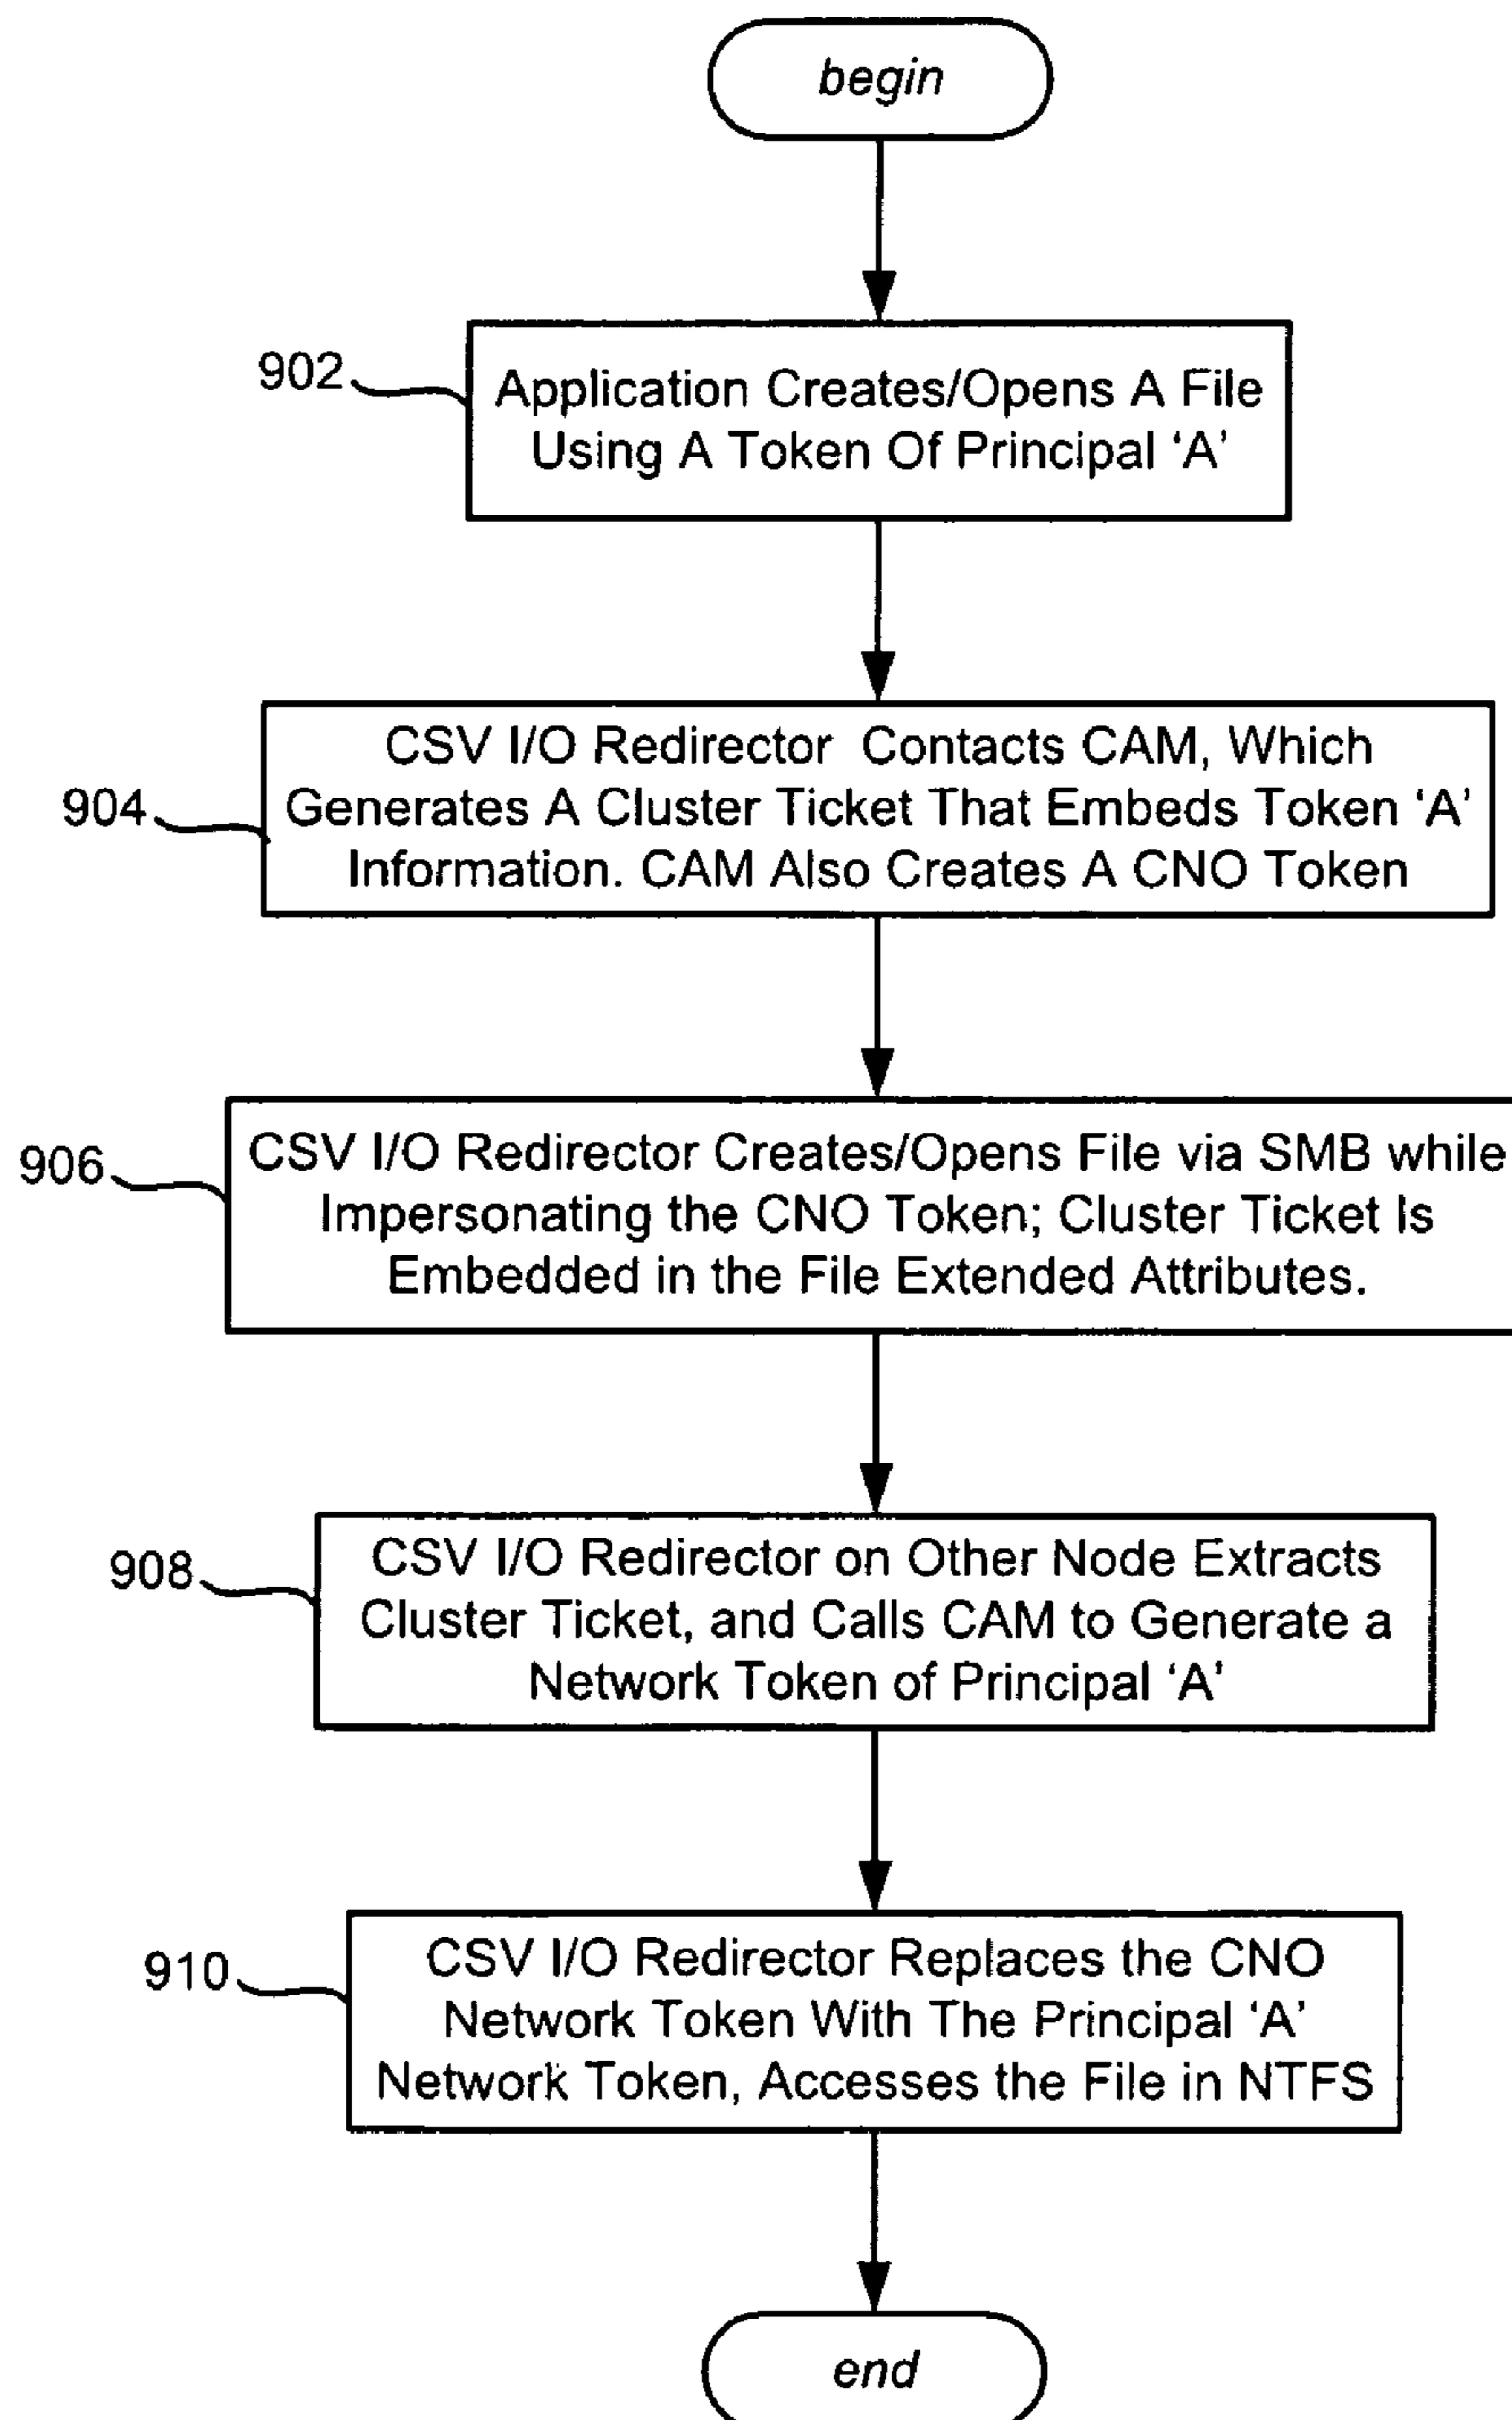 begin
902
Application Creates/Opens A File
Using A Token Of Principal ‘A’
904
CSV I/O Redirector Contacts CAM, Which
Generates A Cluster Ticket That Embeds Token ‘A’
Information. CAM Also Creates A CNO Token
906
CSV I/O Redirector Creates/Opens File via SMB while
Impersonating the CNO Token; Cluster Ticket Is
Embedded in the File Extended Attributes.
908
CSV I/O Redirector on Other Node Extracts
Cluster Ticket, and Calls CAM to Generate a
Network Token of Principal ‘A’
910
CSV I/O Redirector Replaces the CNO
Network Token With The Principal ‘A’
Network Token, Accesses the File in NTFS
end